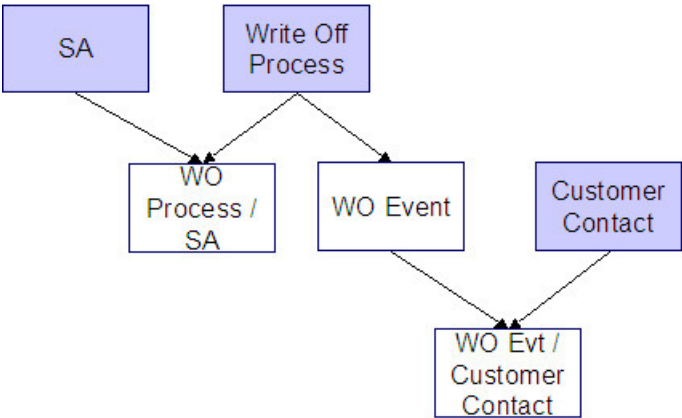 SA
Write Off
Process
WO
Process /
SA
WO Event
Customer
Contact
WO Evt /
Customer
Contact